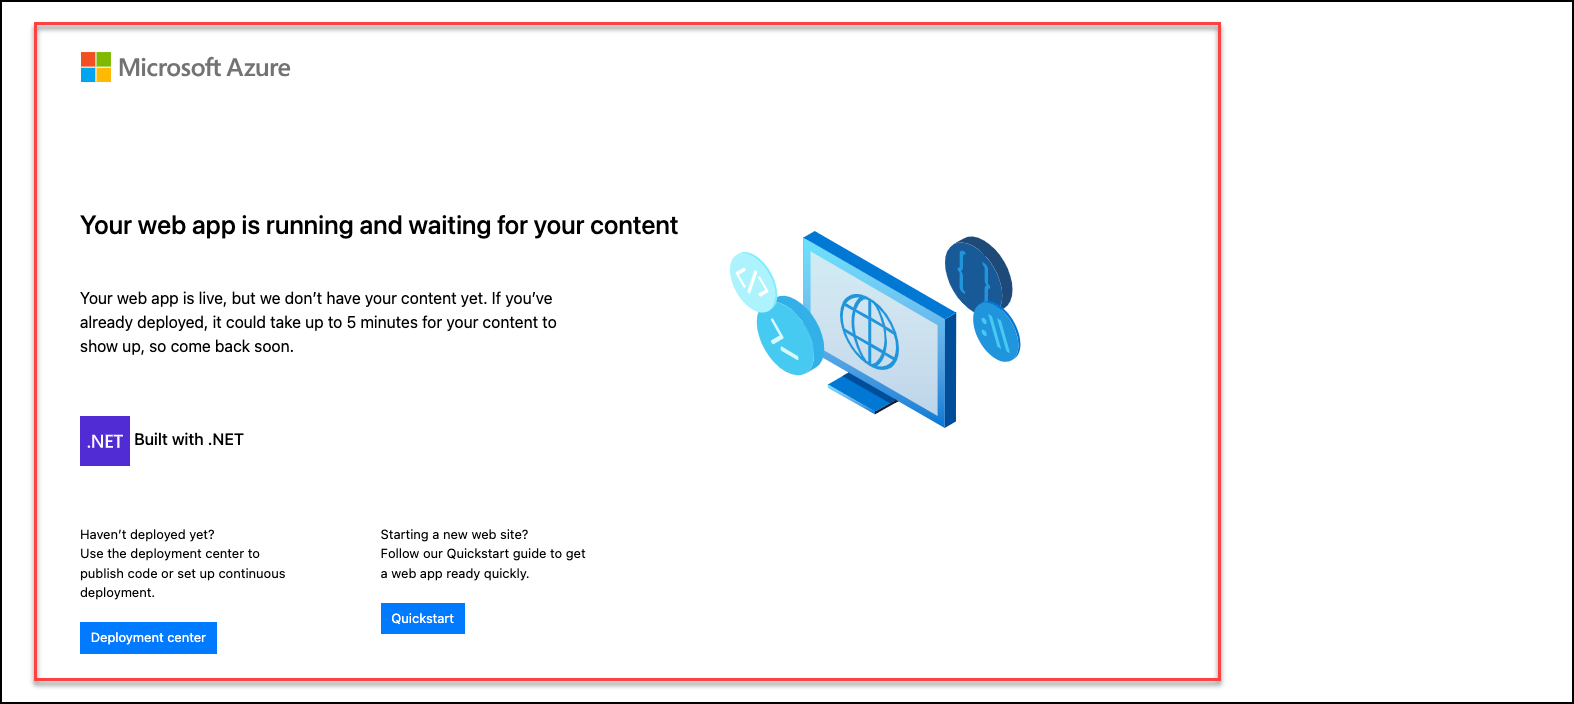 Microsoft Azure
Your web app is running and waiting for your content
Your web app is live, but we don’t have your content yet. If you’ve
already deployed, it could take up to 5 minutes for your content to
show up, so come back soon.
</>
{ }
>_
:\\
.NET Built with .NET
Haven’t deployed yet?
Use the deployment center to
publish code or set up continuous
deployment.
Deployment center
Starting a new web site?
Follow our Quickstart guide to get
a web app ready quickly.
Quickstart